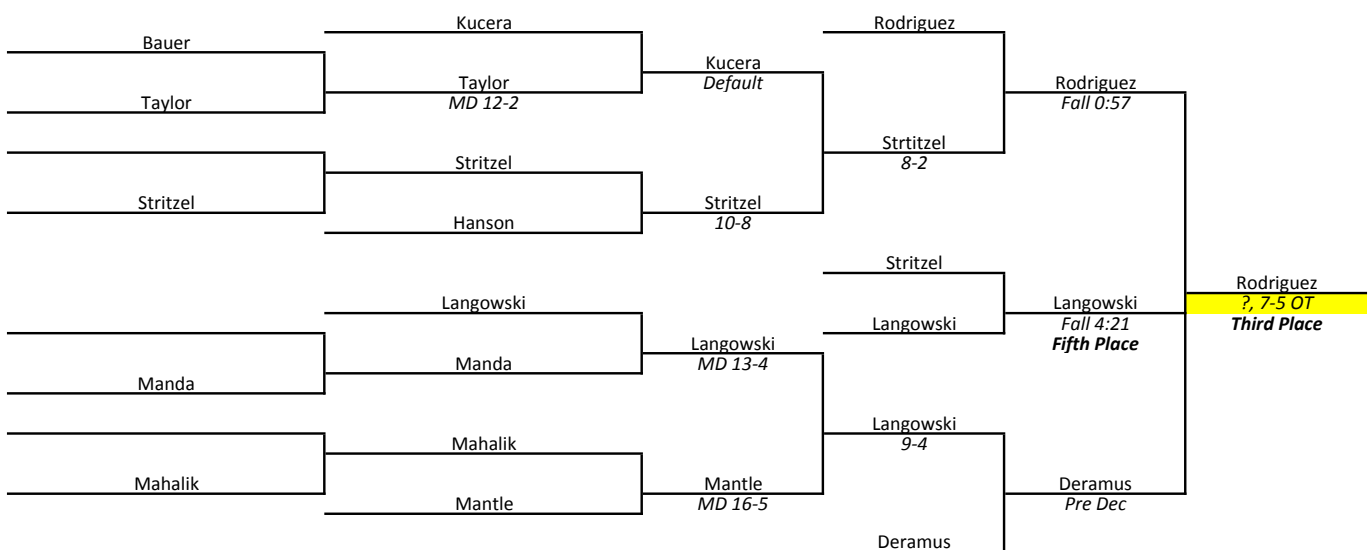 Kucera
Rodriguez
Bauer
Kucera
Taylor
Default
Rodriguez
Taylor
MD 12-2
Fall 0:57
Strtitzel
Stritzel
8-2
Stritzel
Stritzel
Hanson
10-8
Stritzel
Rodriguez
Langowski
Langowski
?, 7-5 OT
Langowski
Fall 4:21
Third Place
Langowski
Fifth Place
Manda
MD 13-4
Manda
Langowski
Mahalik
9-4
Mahalik
Mantle
Deramus
Mantle
MD 16-5
Pre Dec
Deramus